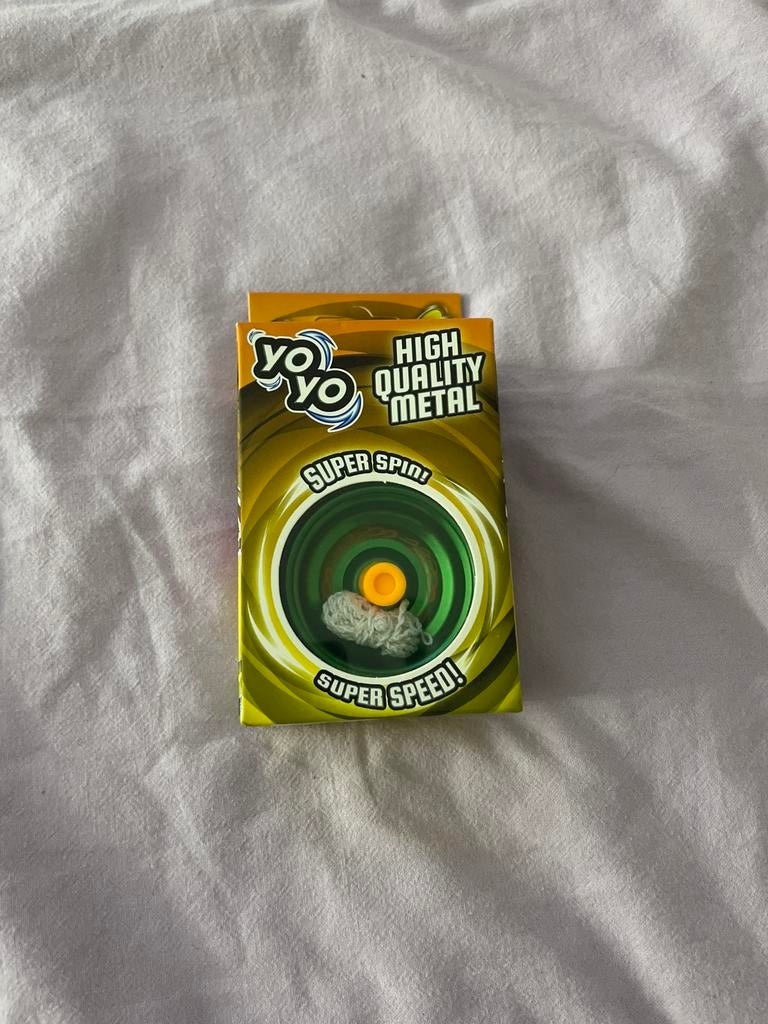 YO
YO
HIGH
QUALITY
METAL
SUPER SPIN!
SUPER SPEED!